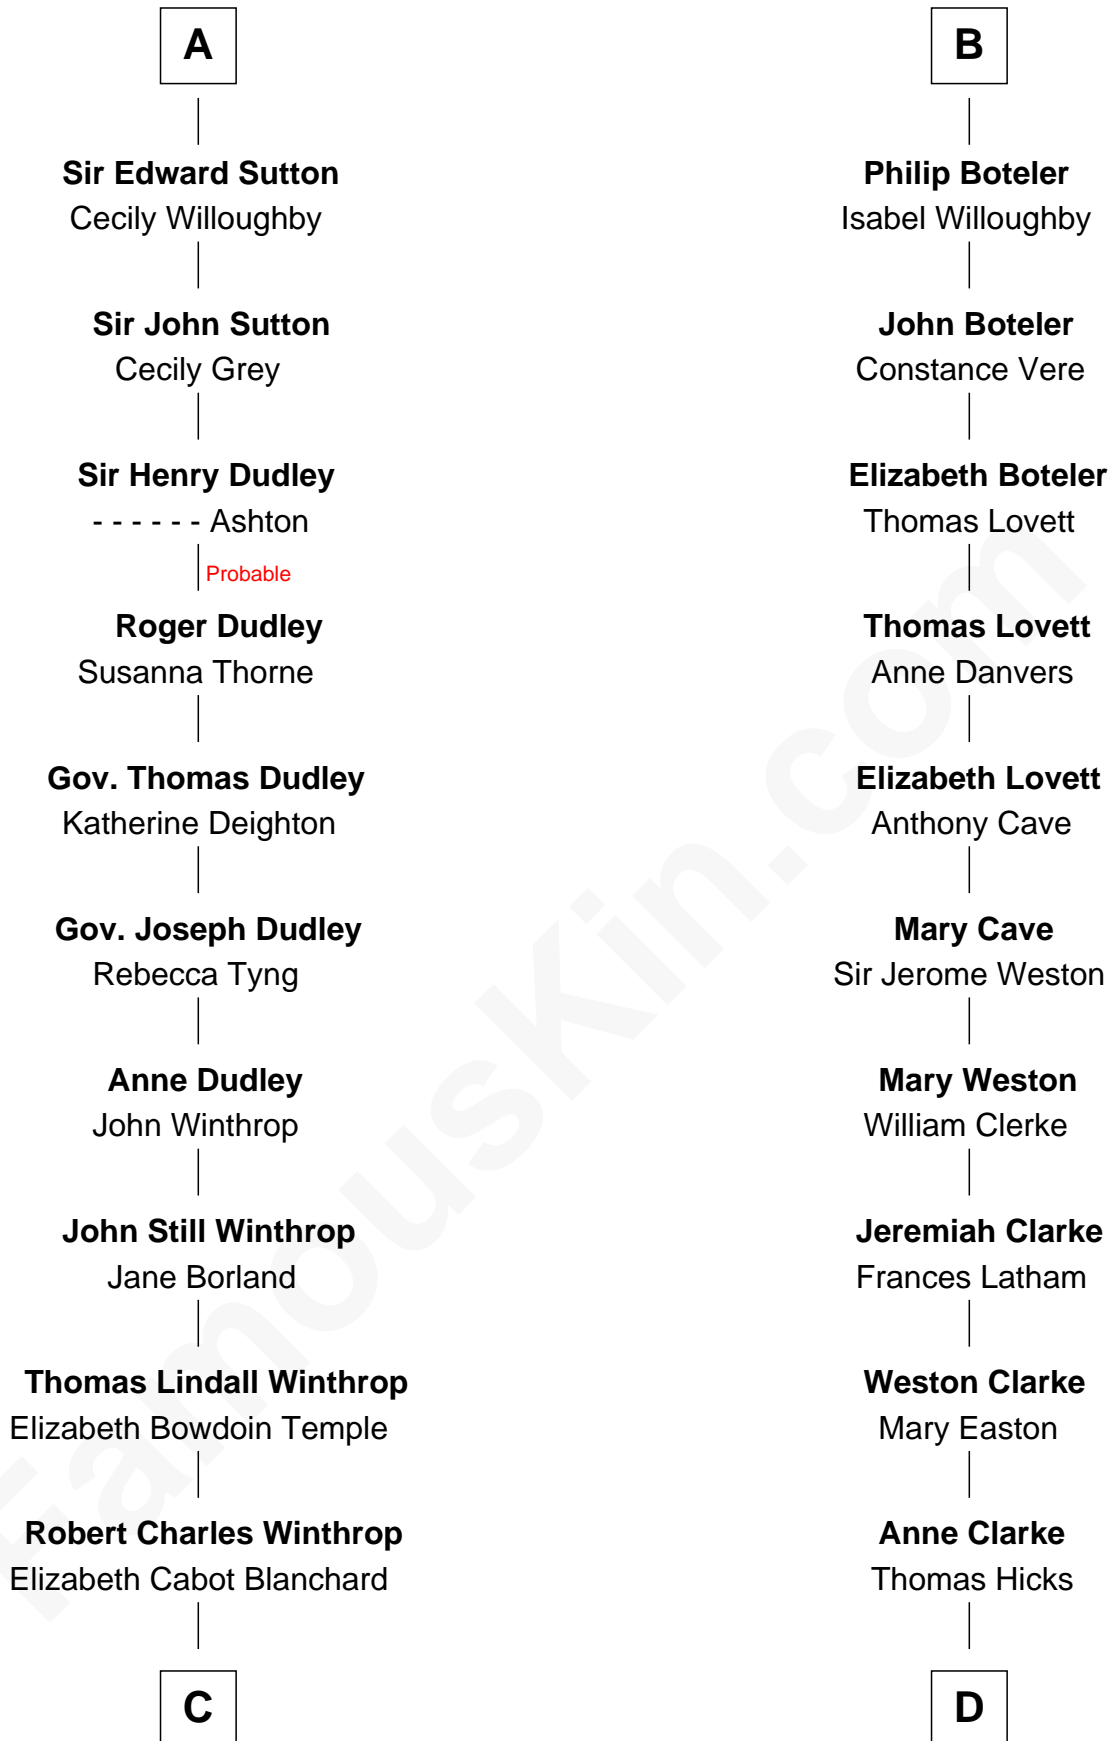 A
Sir Edward Sutton
Cecily Willoughby
Sir John Sutton
Cecily Grey
Sir Henry Dudley
- - - - - - Ashton
Probable
Roger Dudley
Susanna Thorne
Gov. Thomas Dudley
Katherine Deighton
Gov. Joseph Dudley
Rebecca Tyng
Anne Dudley
John Winthrop
John Still Winthrop
Jane Borland
Thomas Lindall Winthrop
Elizabeth Bowdoin Temple
Robert Charles Winthrop
Elizabeth Cabot Blanchard
C
B
Philip Boteler
Isabel Willoughby
John Boteler
Constance Vere
Elizabeth Boteler
Thomas Lovett
Thomas Lovett
Anne Danvers
Elizabeth Lovett
Anthony Cave
Mary Cave
Sir Jerome Weston
Mary Weston
William Clerke
Jeremiah Clarke
Frances Latham
Weston Clarke
Mary Easton
Anne Clarke
Thomas Hicks
D
FamousKin.com